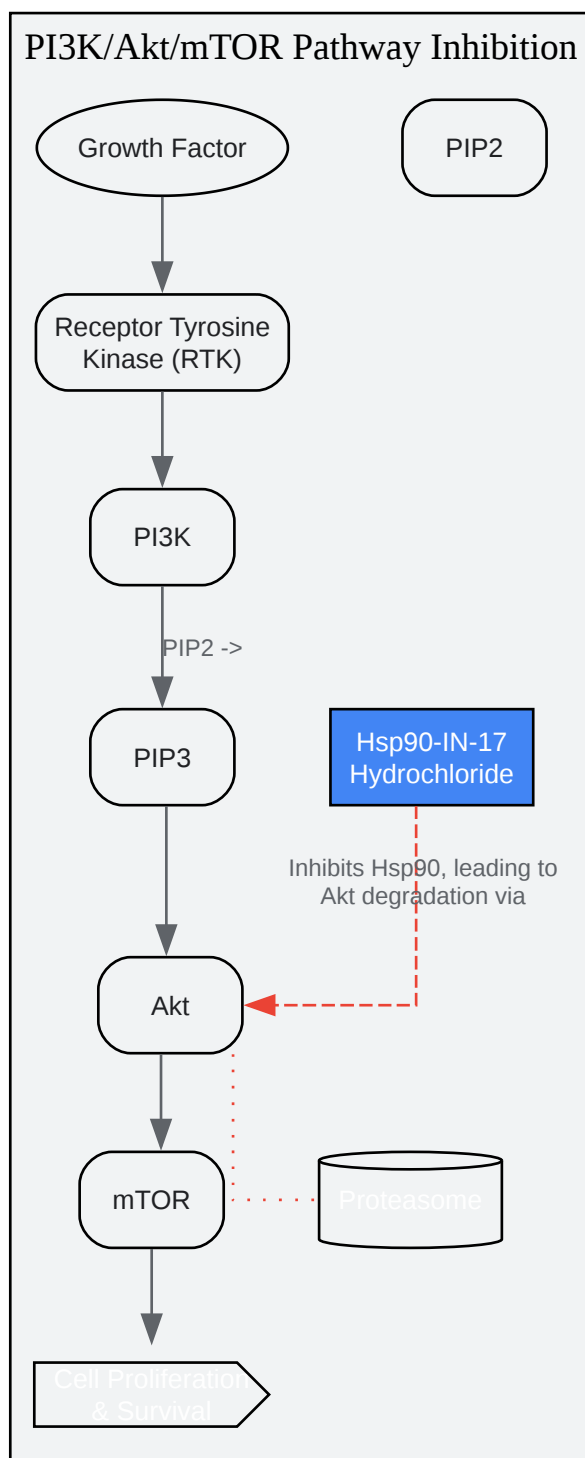 PI3K/Akt/mTOR Pathway Inhibition
Growth Factor
PIP2
Receptor Tyrosine
Kinase (RTK)
PI3K
PIP2 ->
PIP3
Hsp90-IN-17
Hydrochloride
Inhibits Hsp90, leading to
Akt degradation via
Akt
mTOR
Proteasome
Cell Proliferation
& Survival